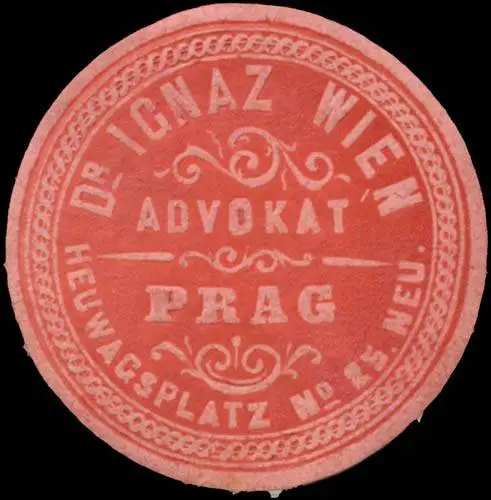 DR IGNAZ WIEN
ADVOKAT
PRAG
HEUWAGSPLATZ NO 25. NEU.